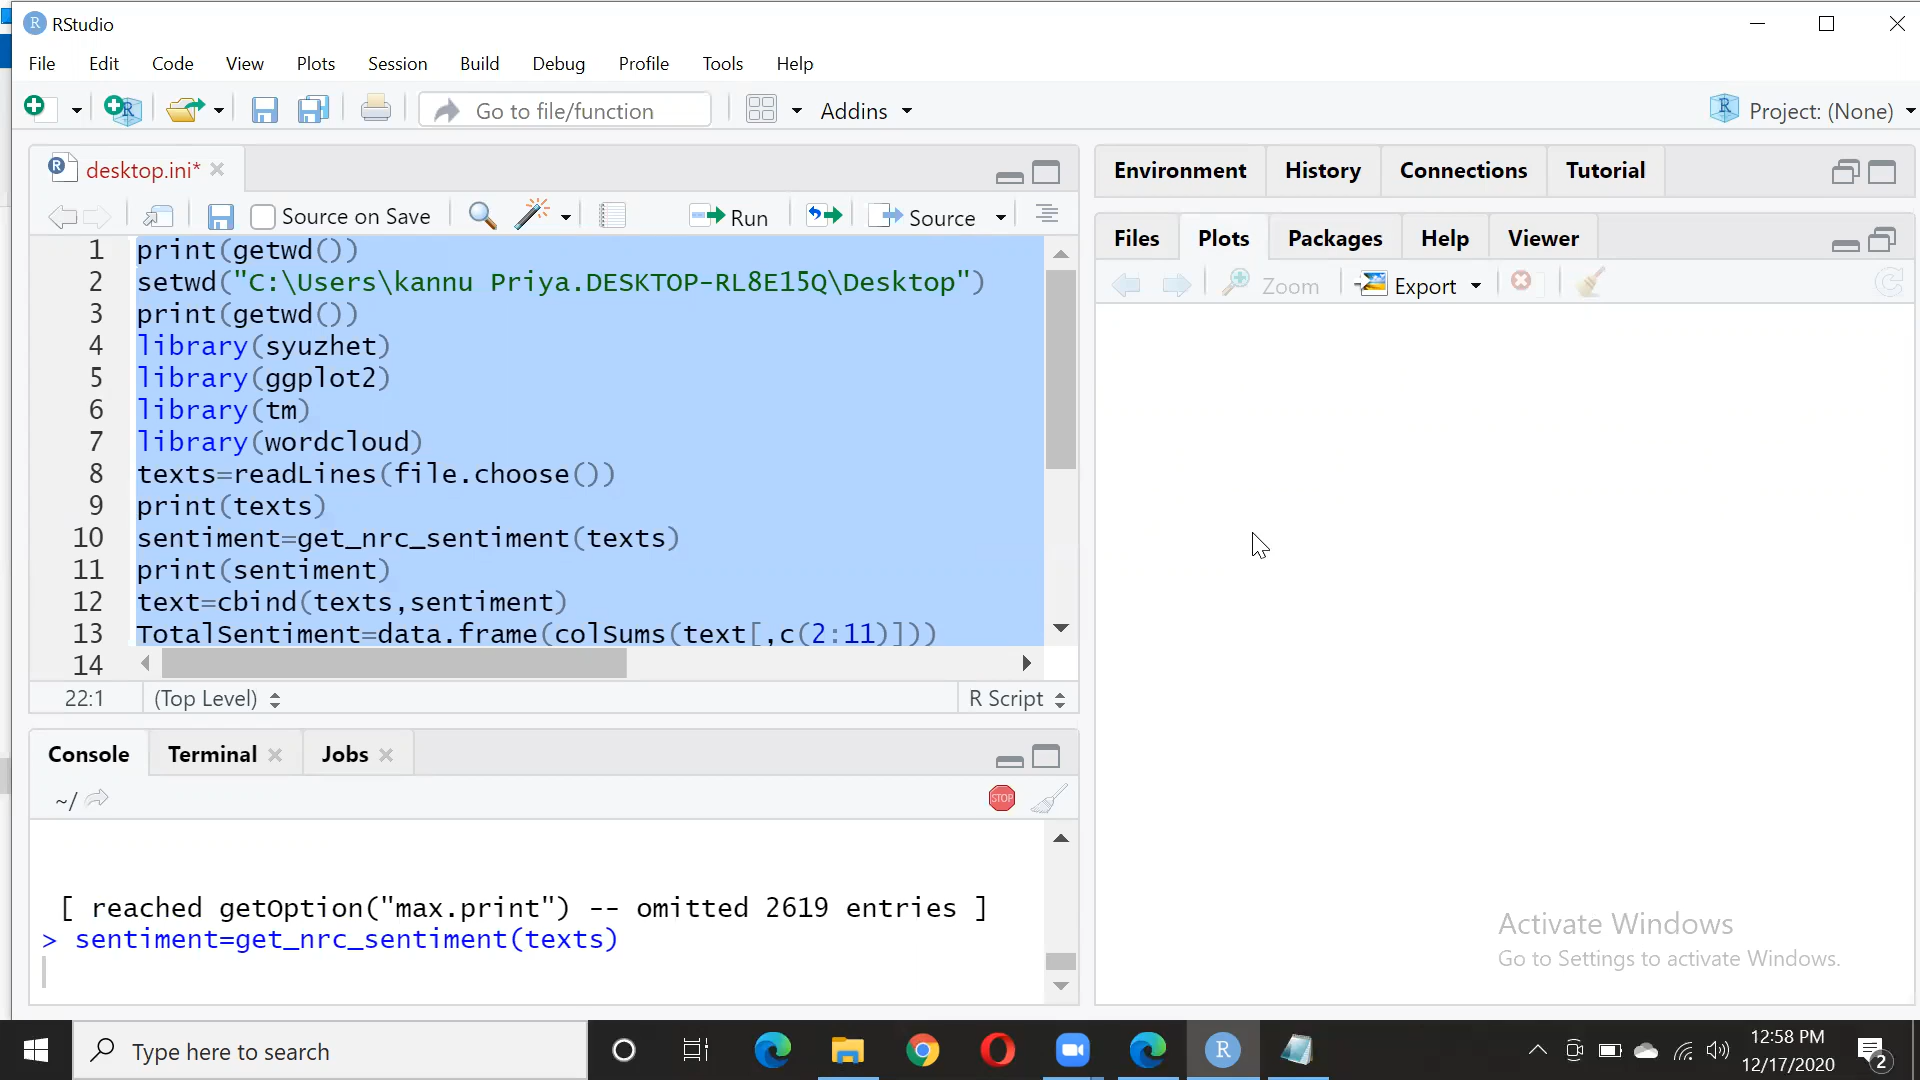 RStudio
File Edit Code View Plots Session Build Debug Profile Tools Help
Go to file/function Addins Project: (None)
desktop.ini*
Source on Save Run Source
1 print(getwd())
2 setwd("C:\Users\kannu Priya.DESKTOP-RL8E15Q\Desktop")
3 print(getwd())
4 library(syuzhet)
5 library(ggplot2)
6 library(tm)
7 library(wordcloud)
8 texts=readLines(file.choose())
9 print(texts)
10 sentiment=get_nrc_sentiment(texts)
11 print(sentiment)
12 text=cbind(texts,sentiment)
13 TotalSentiment=data.frame(colSums(text[,c(2:11)]))
14
22:1 (Top Level) R Script
Console Terminal Jobs
~/ STOP
[ reached getOption("max.print") -- omitted 2619 entries ]
> sentiment=get_nrc_sentiment(texts)
Environment History Connections Tutorial
Files Plots Packages Help Viewer
Zoom Export
Activate Windows
Go to Settings to activate Windows.
Type here to search
12:58 PM
12/17/2020
2